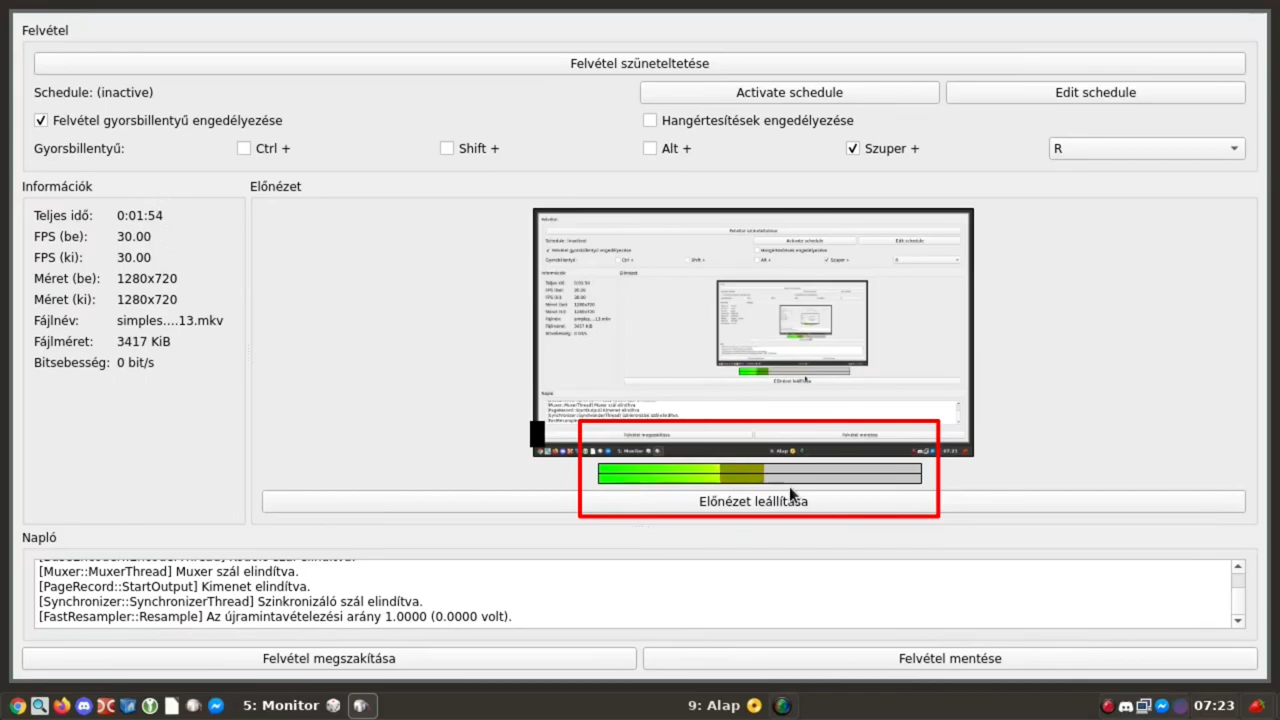 Felvétel
Felvétel szüneteltetése
Schedule: (inactive)
Activate schedule
Edit schedule
Felvétel gyorsbillentyű engedélyezése
Hangértesítések engedélyezése
Gyorsbillentyű:
Ctrl +
Shift +
Alt +
Szuper +
R
Információk
Előnézet
Teljes idő: 0:01:54
FPS (be): 30.00
FPS (ki): 30.00
Méret (be): 1280x720
Méret (ki): 1280x720
Fájlnév: simples....13.mkv
Fájlméret: 3417 KiB
Bitsebesség: 0 bit/s
Előnézet leállítása
Napló
[Muxer::MuxerThread] Muxer szál elindítva.
[PageRecord::StartOutput] Kimenet elindítva.
[Synchronizer::SynchronizerThread] Szinkronizáló szál elindítva.
[FastResampler::Resample] Az újramintavételezési arány 1.0000 (0.0000 volt).
Felvétel megszakítása
Felvétel mentése
5: Monitor
9: Alap
07:23